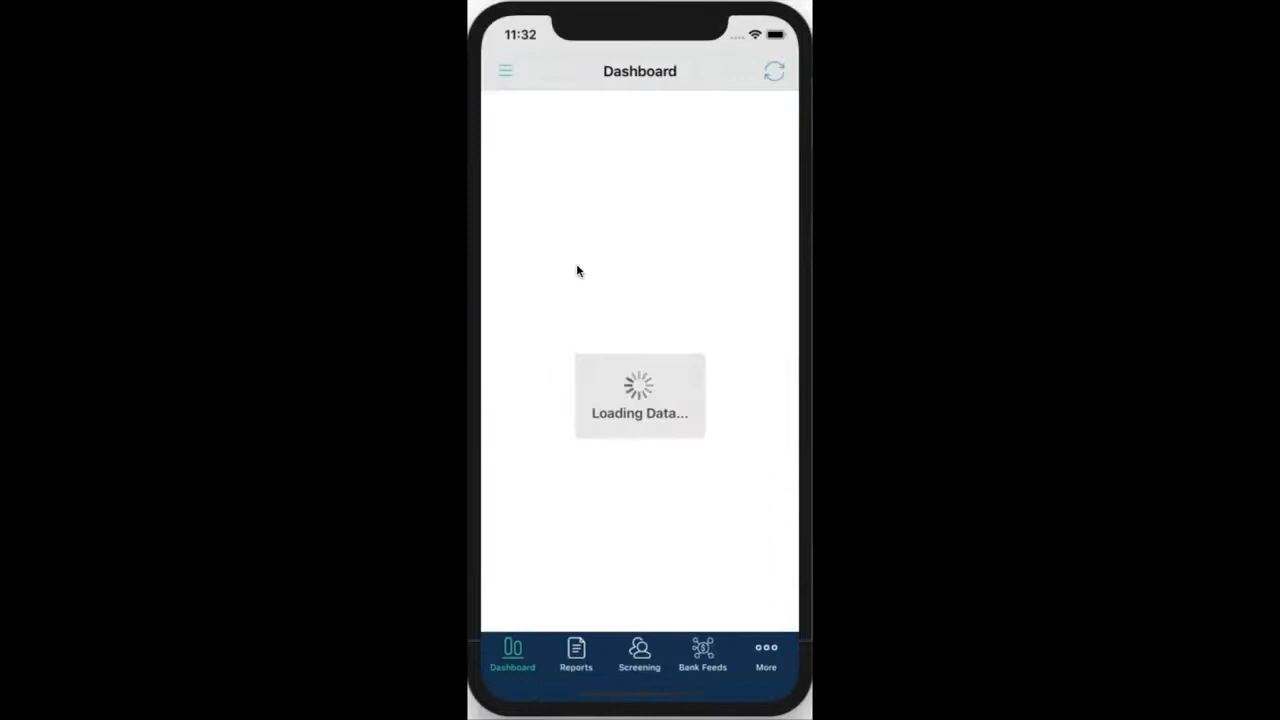 11:32
Dashboard
Loading Data...
Dashboard
Reports
Screening
Bank Feeds
More